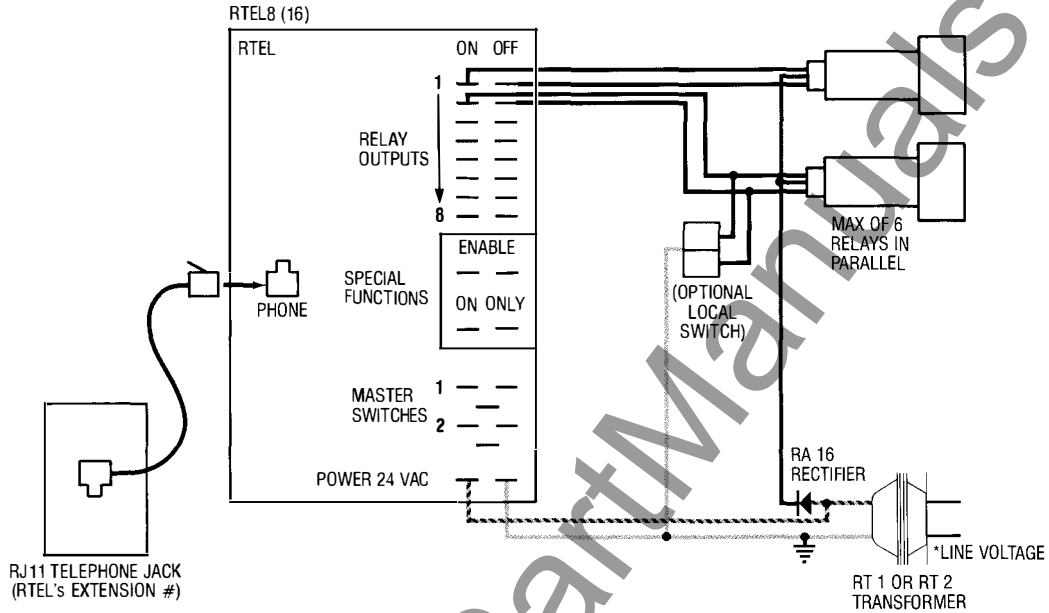 RTEL8 (16)
RTEL
ON OFF
1
RELAY
OUTPUTS
8
ENABLE
SPECIAL
FUNCTIONS
ON ONLY
PHONE
MASTER
SWITCHES
1
2
POWER 24 VAC
RJ11 TELEPHONE JACK
(RTEL's EXTENSION #)
MAX OF 6
RELAYS IN
PARALLEL
(OPTIONAL
LOCAL
SWITCH)
RA 16
RECTIFIER
*LINE VOLTAGE
RT 1 OR RT 2
TRANSFORMER
artManuals